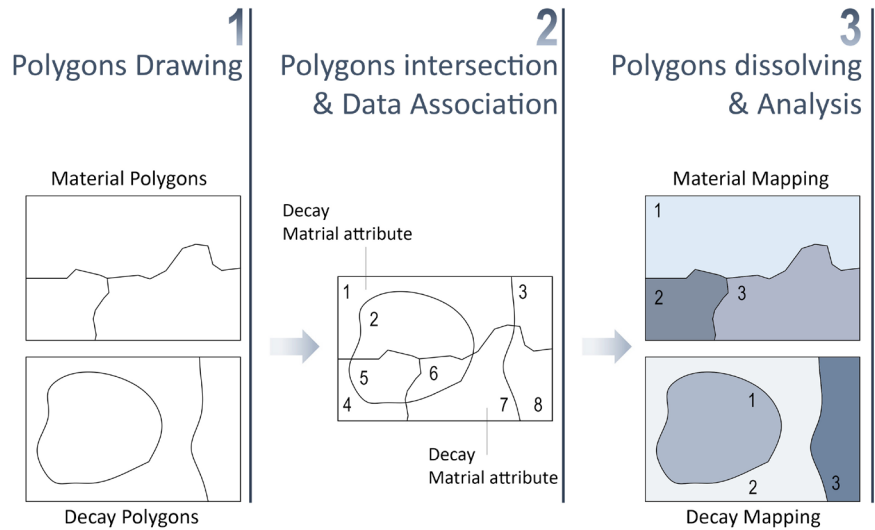 1
Polygons Drawing
Material Polygons
Decay Polygons
2
Polygons intersection
& Data Association
Decay
Matrial attribute
1
2
3
4
5
6
7
8
Decay
Matrial attribute
3
Polygons dissolving
& Analysis
Material Mapping
1
2
3
1
2
3
Decay Mapping